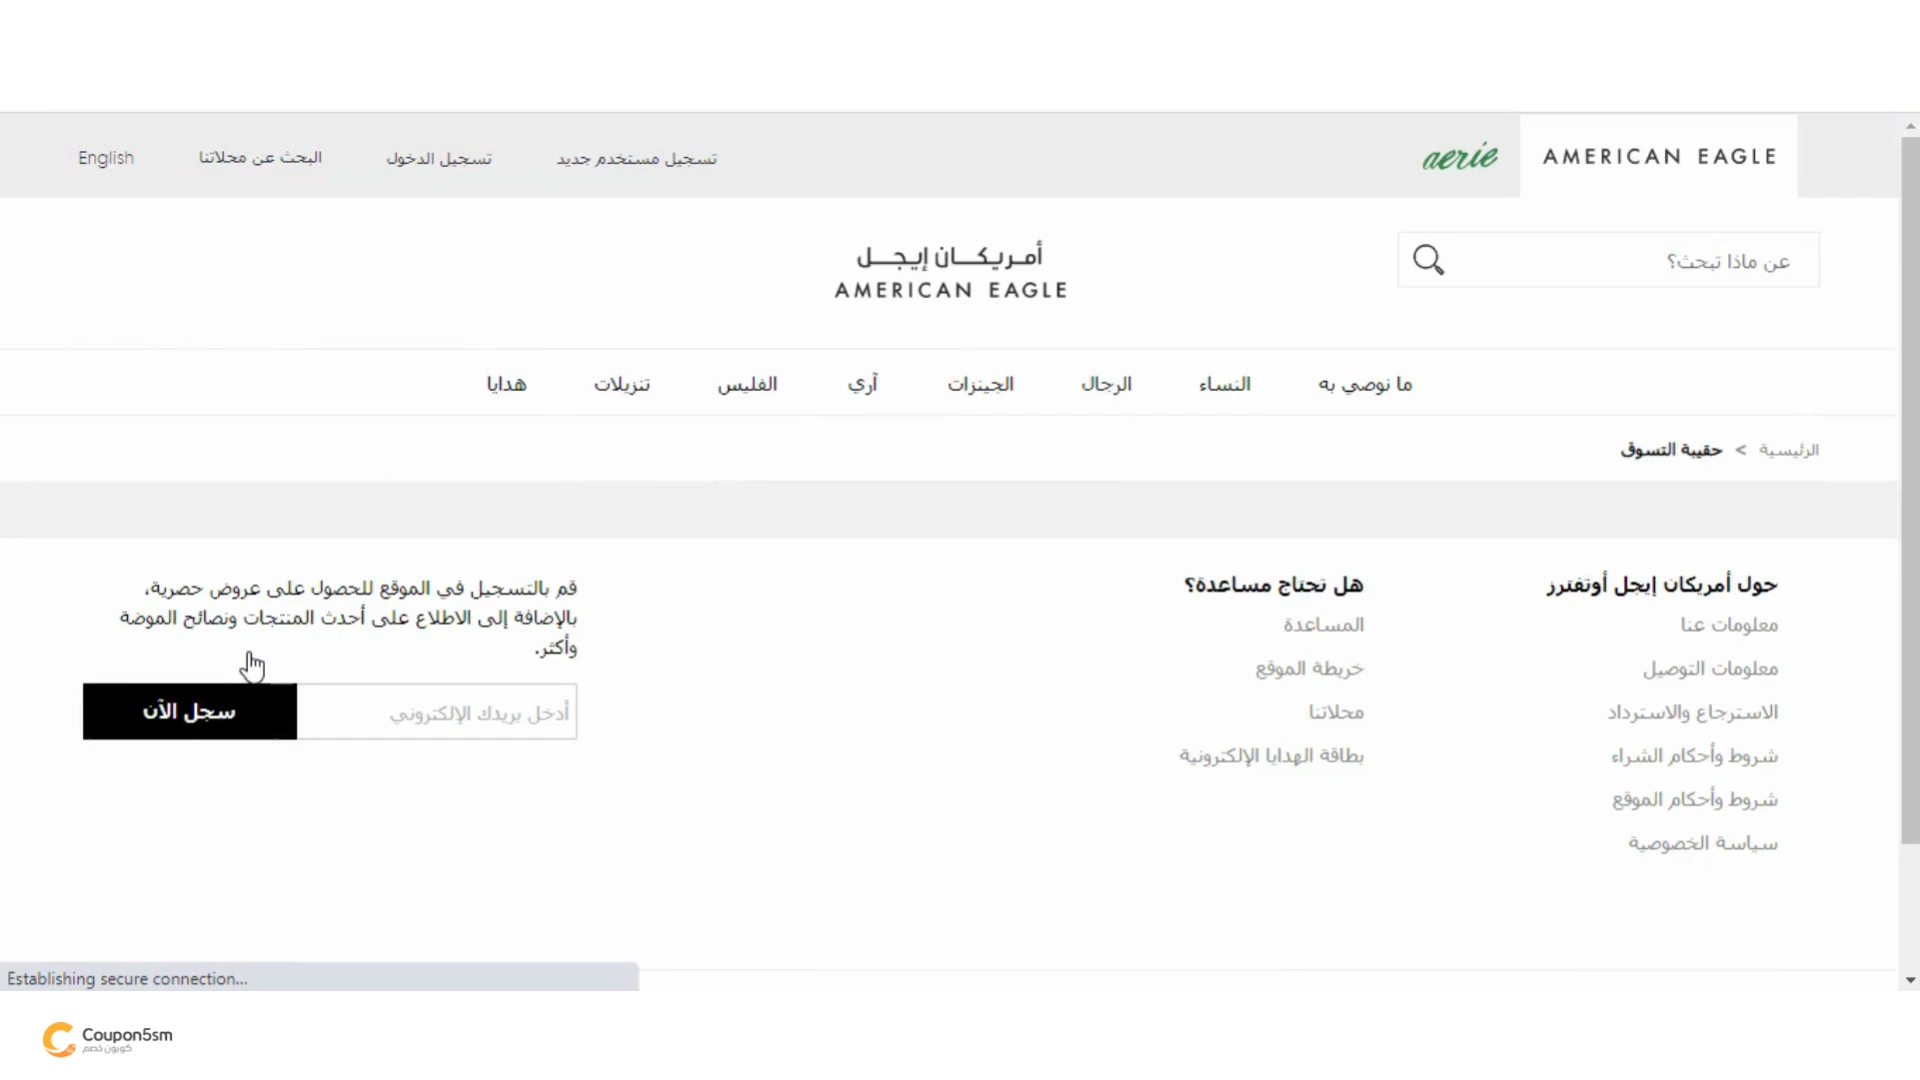 AMERICAN EAGLE
aerie
تسجيل مستخدم جديد
تسجيل الدخول
البحث عن محلاتنا
English
عن ماذا تبحث؟
أمريكان إيجل
AMERICAN EAGLE
ما نوصي به
النساء
الرجال
الجينزات
آري
الفليس
تنزيلات
هدايا
الرئيسية > حقيبة التسوق
حول أمريكان إيجل أوتفترز
معلومات عنا
معلومات التوصيل
الاسترجاع والاسترداد
شروط وأحكام الشراء
شروط وأحكام الموقع
سياسة الخصوصية
هل تحتاج مساعدة؟
المساعدة
خريطة الموقع
محلاتنا
بطاقة الهدايا الإلكترونية
قم بالتسجيل في الموقع للحصول على عروض حصرية،
بالإضافة إلى الاطلاع على أحدث المنتجات ونصائح الموضة
وأكثر.
أدخل بريدك الإلكتروني
سجل الآن
Establishing secure connection...
Coupon5sm
كوبون خصم